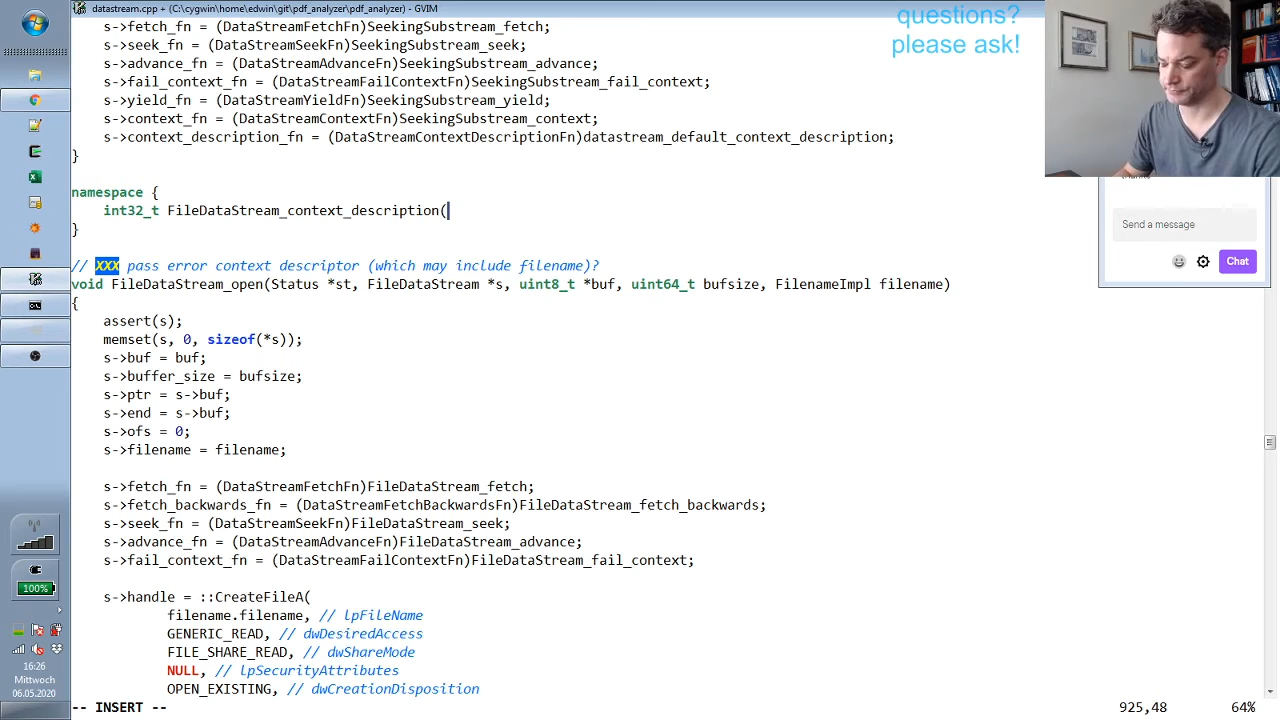 datastream.cpp + (C:\cygwin\home\edwin\git\pdf_analyzer\pdf_analyzer) - GVIM
s->fetch_fn = (DataStreamFetchFn)SeekingSubstream_fetch;
s->seek_fn = (DataStreamSeekFn)SeekingSubstream_seek;
s->advance_fn = (DataStreamAdvanceFn)SeekingSubstream_advance;
s->fail_context_fn = (DataStreamFailContextFn)SeekingSubstream_fail_context;
s->yield_fn = (DataStreamYieldFn)SeekingSubstream_yield;
s->context_fn = (DataStreamContextFn)SeekingSubstream_context;
s->context_description_fn = (DataStreamContextDescriptionFn)datastream_default_context_description;
}
namespace {
int32_t FileDataStream_context_description(
}
// XXX pass error context descriptor (which may include filename)?
void FileDataStream_open(Status *st, FileDataStream *s, uint8_t *buf, uint64_t bufsize, FilenameImpl filename)
{
assert(s);
memset(s, 0, sizeof(*s));
s->buf = buf;
s->buffer_size = bufsize;
s->ptr = s->buf;
s->end = s->buf;
s->ofs = 0;
s->filename = filename;
s->fetch_fn = (DataStreamFetchFn)FileDataStream_fetch;
s->fetch_backwards_fn = (DataStreamFetchBackwardsFn)FileDataStream_fetch_backwards;
s->seek_fn = (DataStreamSeekFn)FileDataStream_seek;
s->advance_fn = (DataStreamAdvanceFn)FileDataStream_advance;
s->fail_context_fn = (DataStreamFailContextFn)FileDataStream_fail_context;
s->handle = ::CreateFileA(
filename.filename, // lpFileName
GENERIC_READ, // dwDesiredAccess
FILE_SHARE_READ, // dwShareMode
NULL, // lpSecurityAttributes
OPEN_EXISTING, // dwCreationDisposition
-- INSERT --
925,48
64%
questions?
please ask!
Send a message
Chat
100%
16:26
Mittwoch
06.05.2020